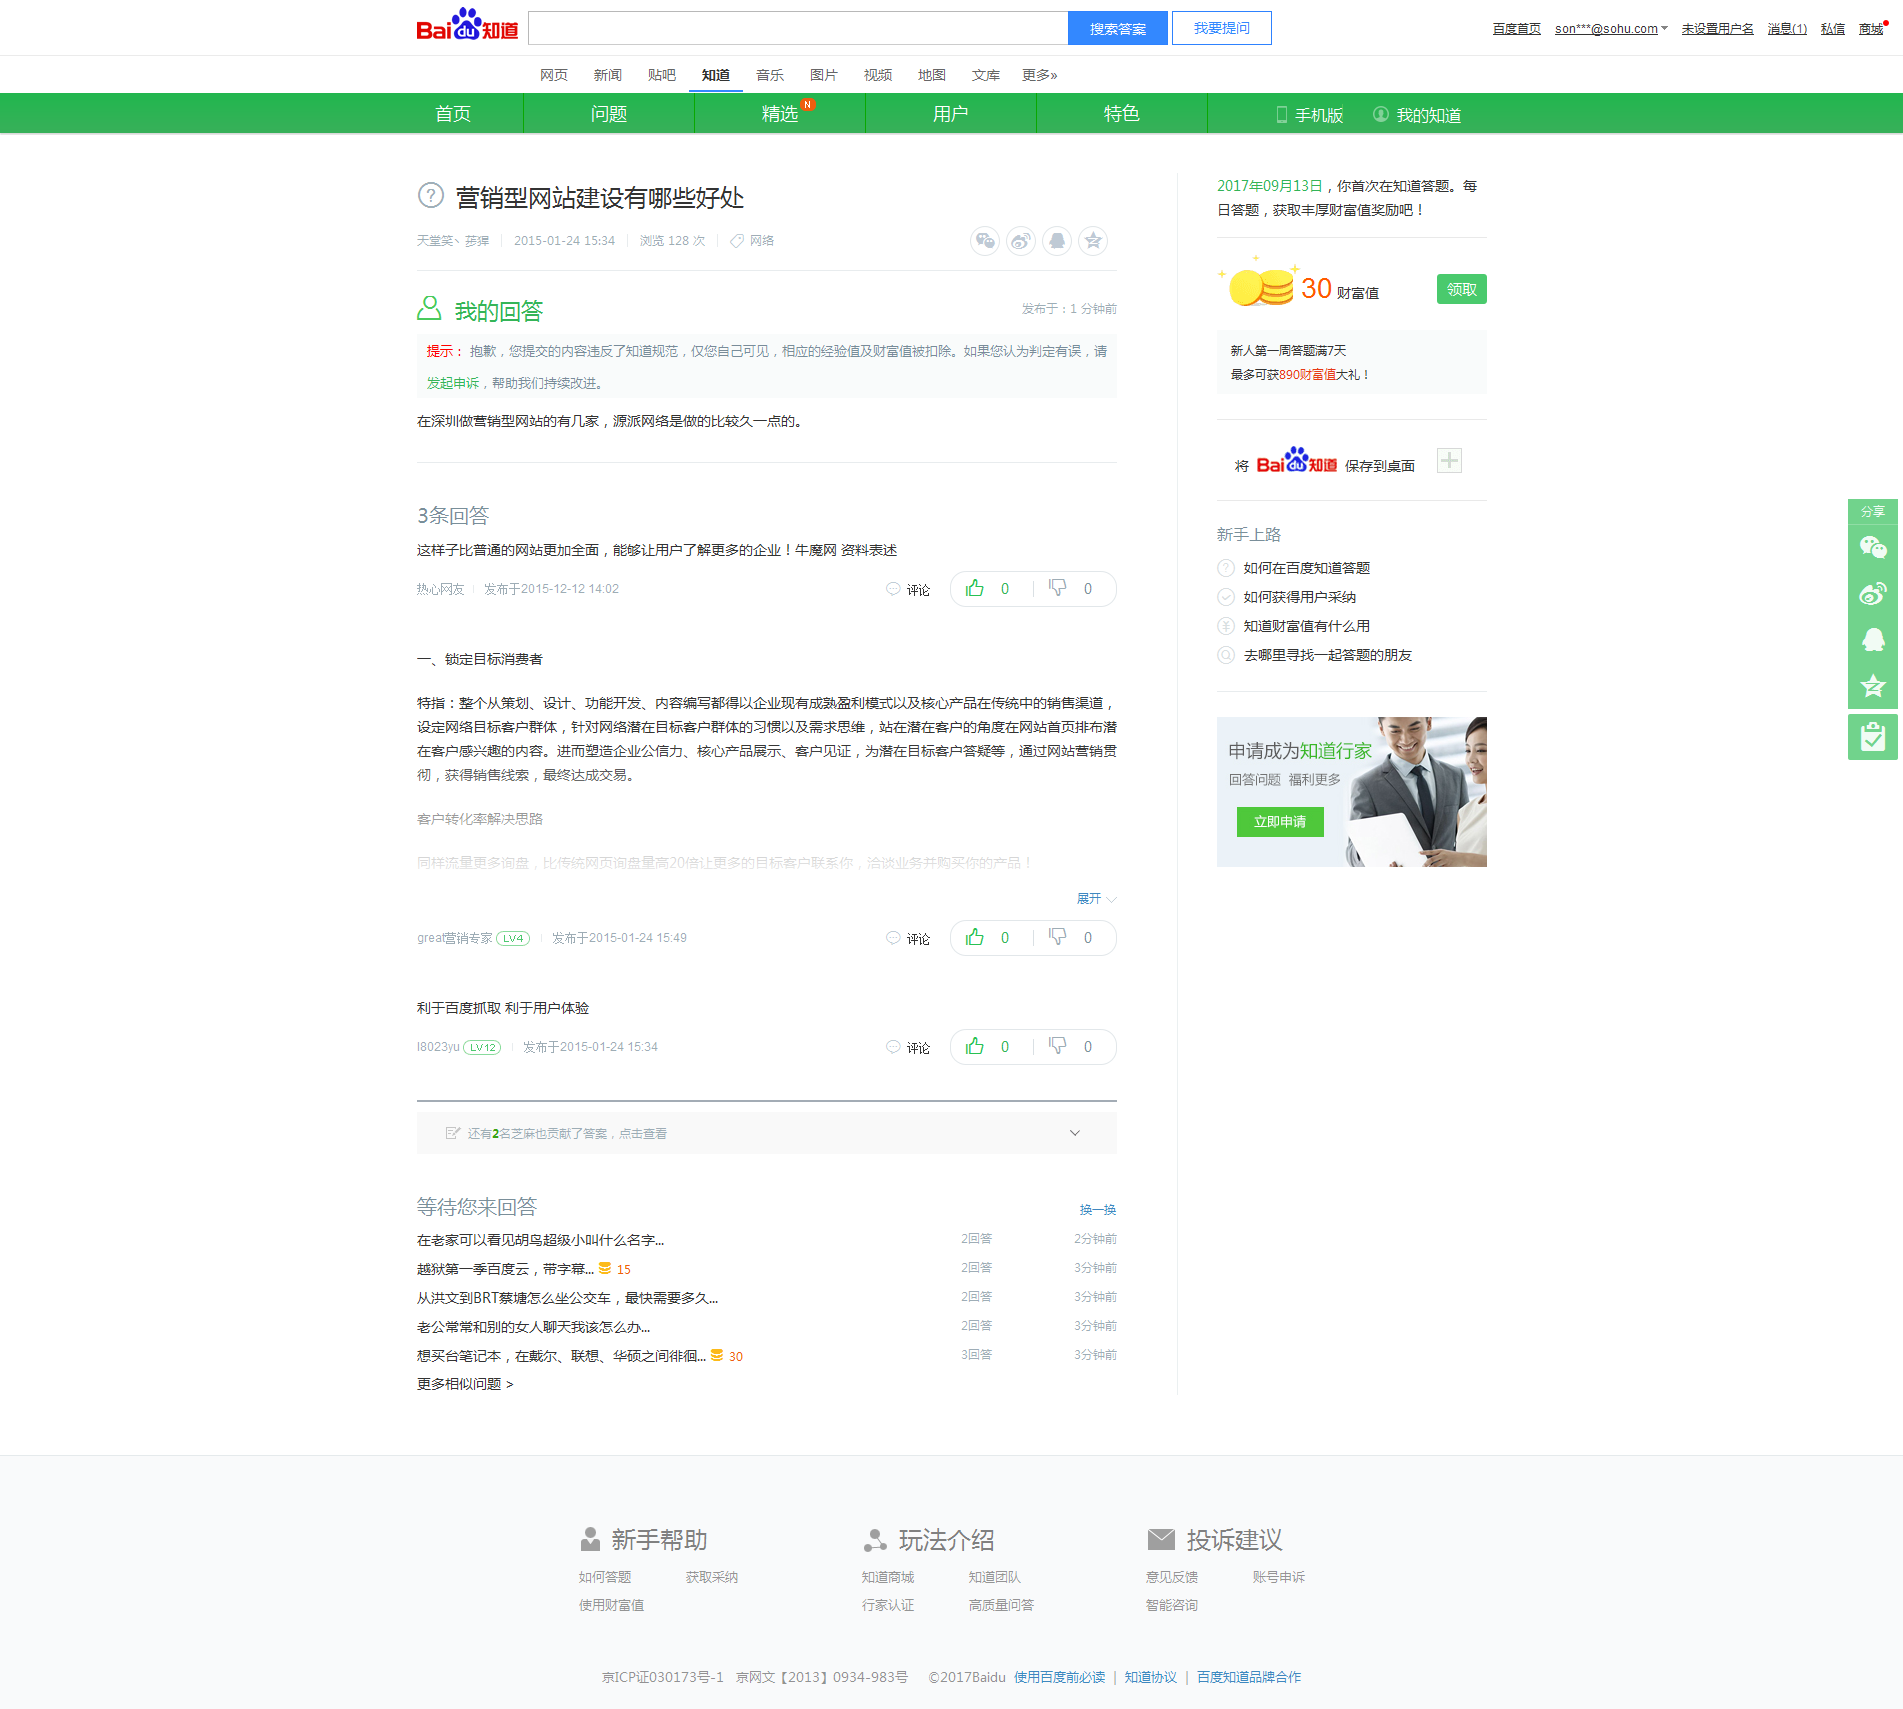 Bai du 知道
搜索答案
我要提问
百度首页 son***@sohu.com 未设置用户名 消息(1) 私信 商城
网页 新闻 贴吧 知道 音乐 图片 视频 地图 文库 更多»
首页 问题 精选 N 用户 特色 手机版 我的知道
营销型网站建设有哪些好处
天堂笑丶莎猩 2015-01-24 15:34 浏览 128 次 网络
我的回答
发布于：1 分钟前
提示： 抱歉，您提交的内容违反了知道规范，仅您自己可见，相应的经验值及财富值被扣除。如果您认为判定有误，请
发起申诉，帮助我们持续改进。
在深圳做营销型网站的有几家，源派网络是做的比较久一点的。
3条回答
这样子比普通的网站更加全面，能够让用户了解更多的企业！牛魔网 资料表述
热心网友 发布于2015-12-12 14:02
评论 0 0
一、锁定目标消费者
特指：整个从策划、设计、功能开发、内容编写都得以企业现有成熟盈利模式以及核心产品在传统中的销售渠道，
设定网络目标客户群体，针对网络潜在目标客户群体的习惯以及需求思维，站在潜在客户的角度在网站首页排布潜
在客户感兴趣的内容。进而塑造企业公信力、核心产品展示、客户见证，为潜在目标客户答疑等，通过网站营销贯
彻，获得销售线索，最终达成交易。
客户转化率解决思路
同样流量更多询盘，比传统网页询盘量高20倍让更多的目标客户联系你，洽谈业务并购买你的产品！
展开
great营销专家 LV4 发布于2015-01-24 15:49
评论 0 0
利于百度抓取 利于用户体验
l8023yu LV12 发布于2015-01-24 15:34
评论 0 0
还有2名芝麻也贡献了答案，点击查看
等待您来回答
换一换
在老家可以看见胡鸟超级小叫什么名字... 2回答 2分钟前
越狱第一季百度云，带字幕... 15 2回答 3分钟前
从洪文到BRT蔡塘怎么坐公交车，最快需要多久... 2回答 3分钟前
老公常常和别的女人聊天我该怎么办... 2回答 3分钟前
想买台笔记本，在戴尔、联想、华硕之间徘徊... 30 3回答 3分钟前
更多相似问题 >
2017年09月13日，你首次在知道答题。每
日答题，获取丰厚财富值奖励吧！
30 财富值
领取
新人第一周答题满7天
最多可获890财富值大礼！
将 Bai du 知道 保存到桌面
新手上路
如何在百度知道答题
如何获得用户采纳
知道财富值有什么用
去哪里寻找一起答题的朋友
申请成为知道行家
回答问题 福利更多
立即申请
分享
新手帮助
如何答题 获取采纳
使用财富值
玩法介绍
知道商城 知道团队
行家认证 高质量问答
投诉建议
意见反馈 账号申诉
智能咨询
京ICP证030173号-1 京网文【2013】0934-983号 ©2017Baidu 使用百度前必读 | 知道协议 | 百度知道品牌合作